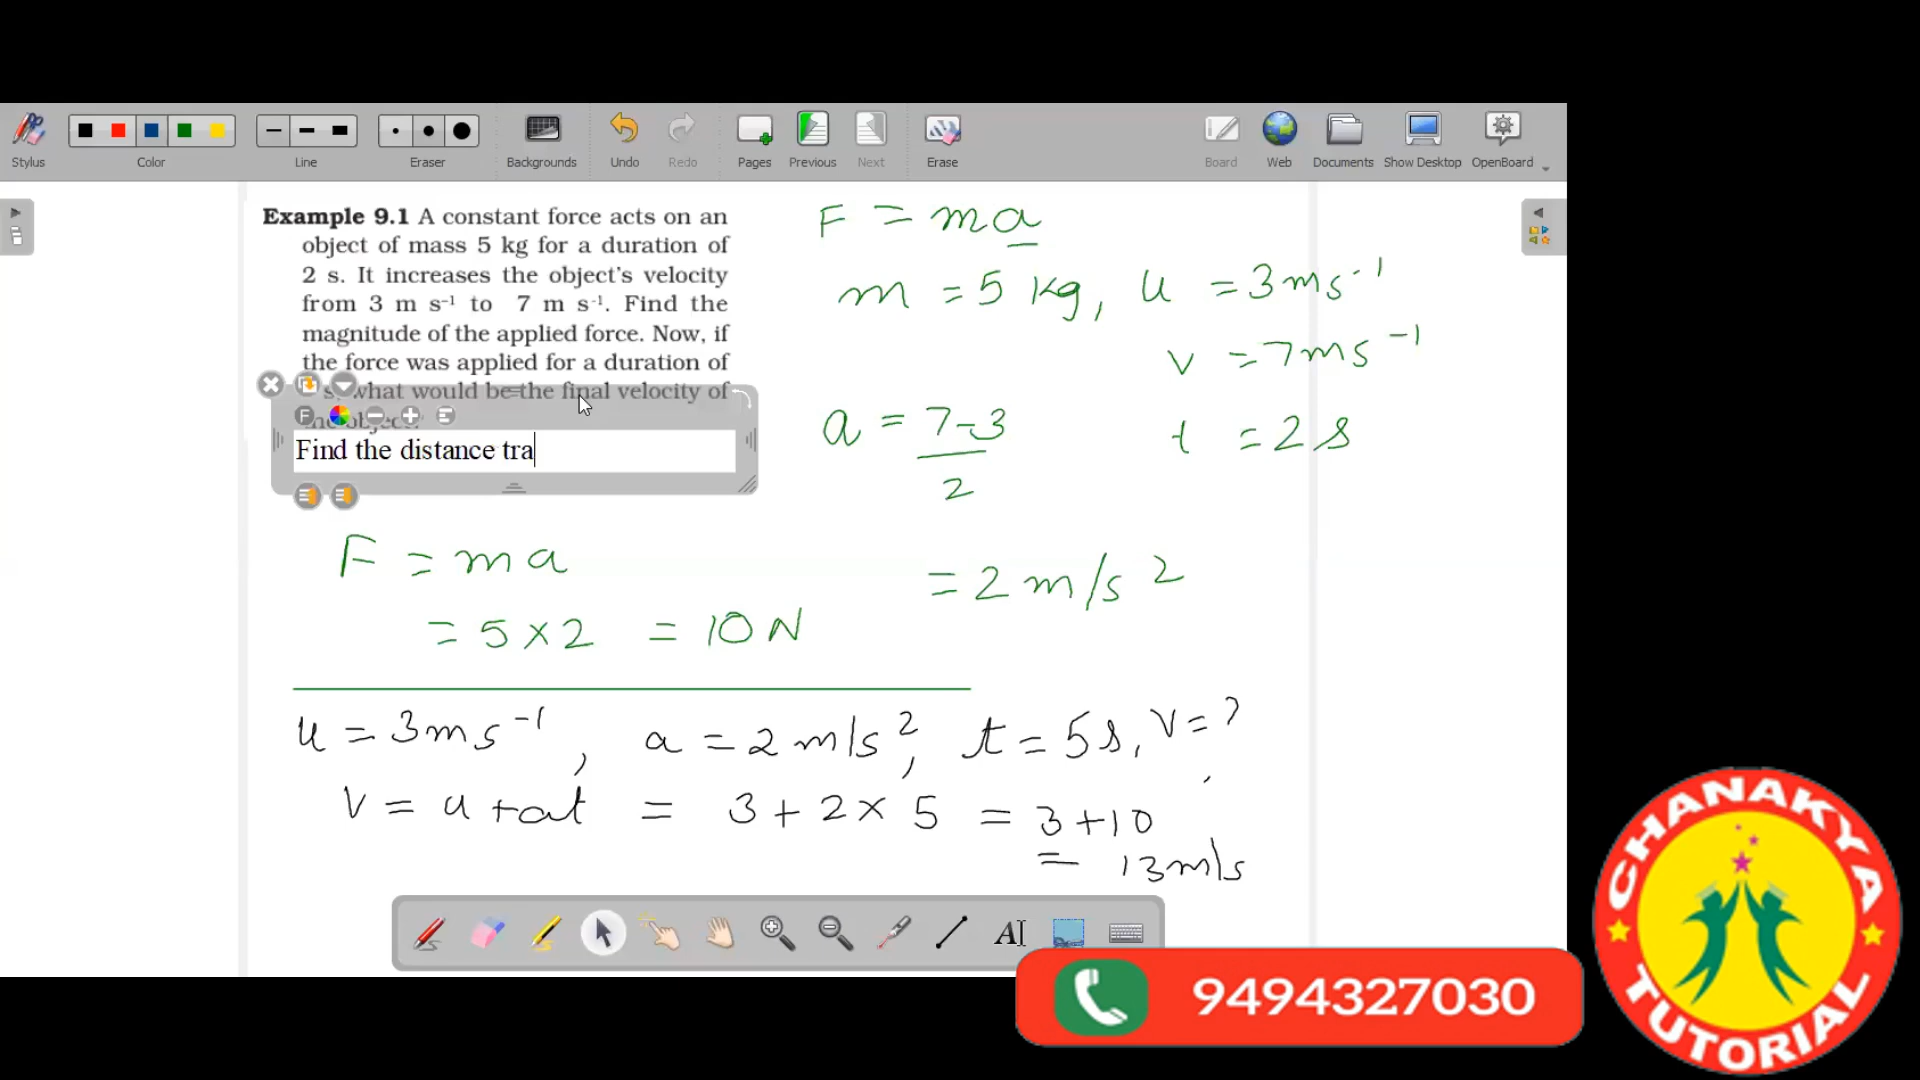 Stylus
Color
Line
Eraser
Backgrounds
Undo
Redo
Pages
Previous
Next
Erase
Board
Web
Documents
Show Desktop
OpenBoard
Example 9.1 A constant force acts on an
object of mass 5 kg for a duration of
2 s. It increases the object's velocity
from 3 m s⁻¹ to 7 m s⁻¹. Find the
magnitude of the applied force. Now, if
the force was applied for a duration of
s, what would be the final velocity of
Find the distance tra
F = ma
m = 5 kg, u = 3ms⁻¹
v = 7ms⁻¹
t = 2 s
a = 7-3
2
= 2 m/s²
F = ma
= 5 × 2 = 10 N
u = 3ms⁻¹, a = 2 m/s², t = 5s, v = ?
v = u + at = 3 + 2 × 5 = 3 + 10
= 13m/s
9494327030
CHANAKYA
TUTORIAL